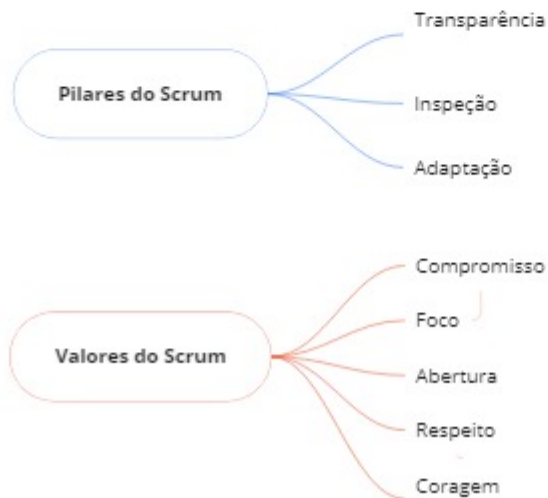 Pilares do Scrum
Transparência
Inspeção
Adaptação
Valores do Scrum
Compromisso
Foco
Abertura
Respeito
Coragem